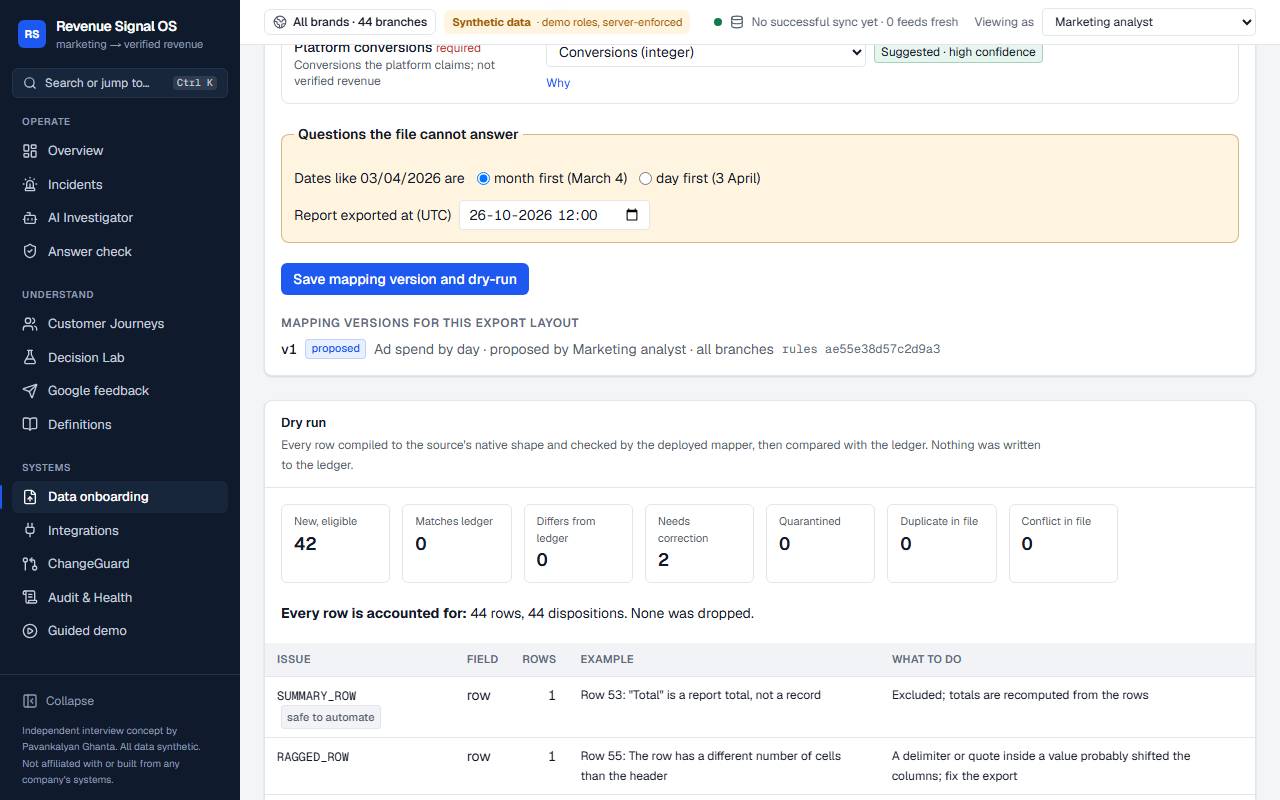 RS
Revenue Signal OS
marketing → verified revenue
Search or jump to... Ctrl K
OPERATE
Overview
Incidents
AI Investigator
Answer check
UNDERSTAND
Customer Journeys
Decision Lab
Google feedback
Definitions
SYSTEMS
Data onboarding
Integrations
ChangeGuard
Audit & Health
Guided demo
Collapse
Independent interview concept by
Pavankalyan Ghanta. All data synthetic.
Not affiliated with or built from any
company's systems.
All brands · 44 branches
Synthetic data · demo roles, server-enforced
No successful sync yet · 0 feeds fresh
Viewing as
Marketing analyst
Platform conversions required
Conversions the platform claims; not
verified revenue
Conversions (integer)
Suggested · high confidence
Why
Questions the file cannot answer
Dates like 03/04/2026 are month first (March 4) day first (3 April)
Report exported at (UTC) 26-10-2026 12:00
Save mapping version and dry-run
MAPPING VERSIONS FOR THIS EXPORT LAYOUT
v1 proposed Ad spend by day · proposed by Marketing analyst · all branches rules ae55e38d57c2d9a3
Dry run
Every row compiled to the source's native shape and checked by the deployed mapper, then compared with the ledger. Nothing was written
to the ledger.
New, eligible
42
Matches ledger
0
Differs from
ledger
0
Needs
correction
2
Quarantined
0
Duplicate in file
0
Conflict in file
0
Every row is accounted for: 44 rows, 44 dispositions. None was dropped.
ISSUE FIELD ROWS EXAMPLE WHAT TO DO
SUMMARY_ROW row 1 Row 53: "Total" is a report total, not a record Excluded; totals are recomputed from the rows
safe to automate
RAGGED_ROW row 1 Row 55: The row has a different number of cells A delimiter or quote inside a value probably shifted the
than the header columns; fix the export